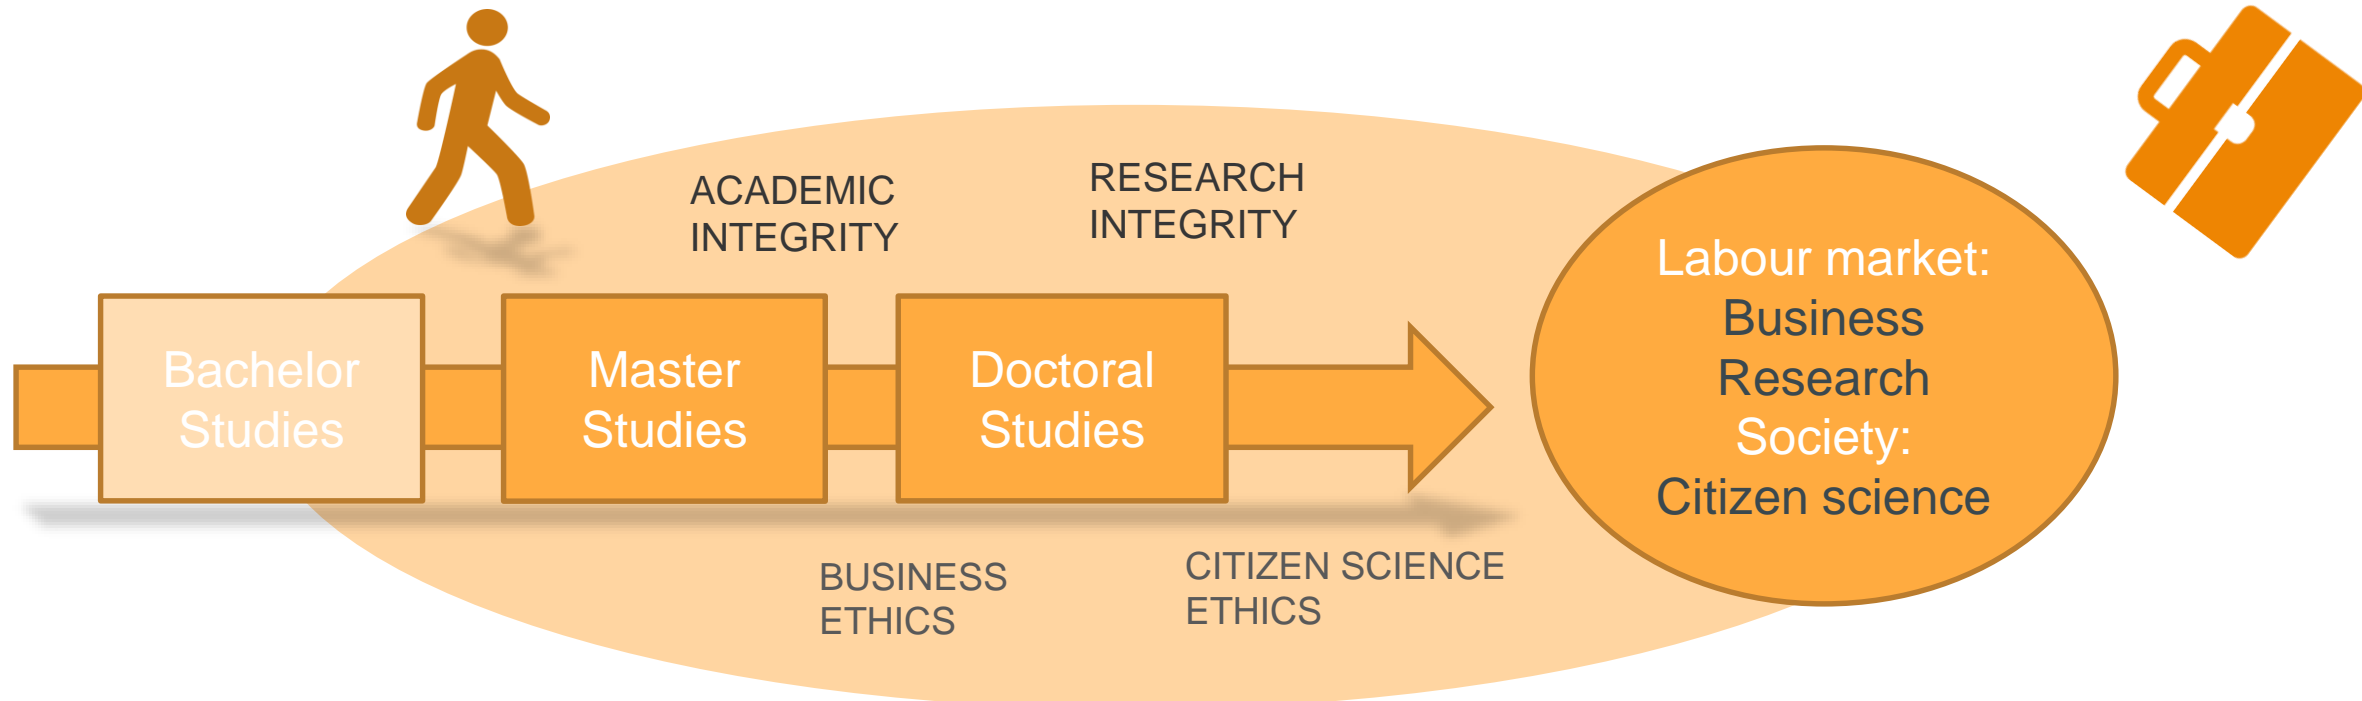 ACADEMIC
INTEGRITY
RESEARCH
INTEGRITY
Bachelor
Studies
Master
Studies
Doctoral
Studies
Labour market:
Business
Research
Society:
Citizen science
BUSINESS
ETHICS
CITIZEN SCIENCE
ETHICS